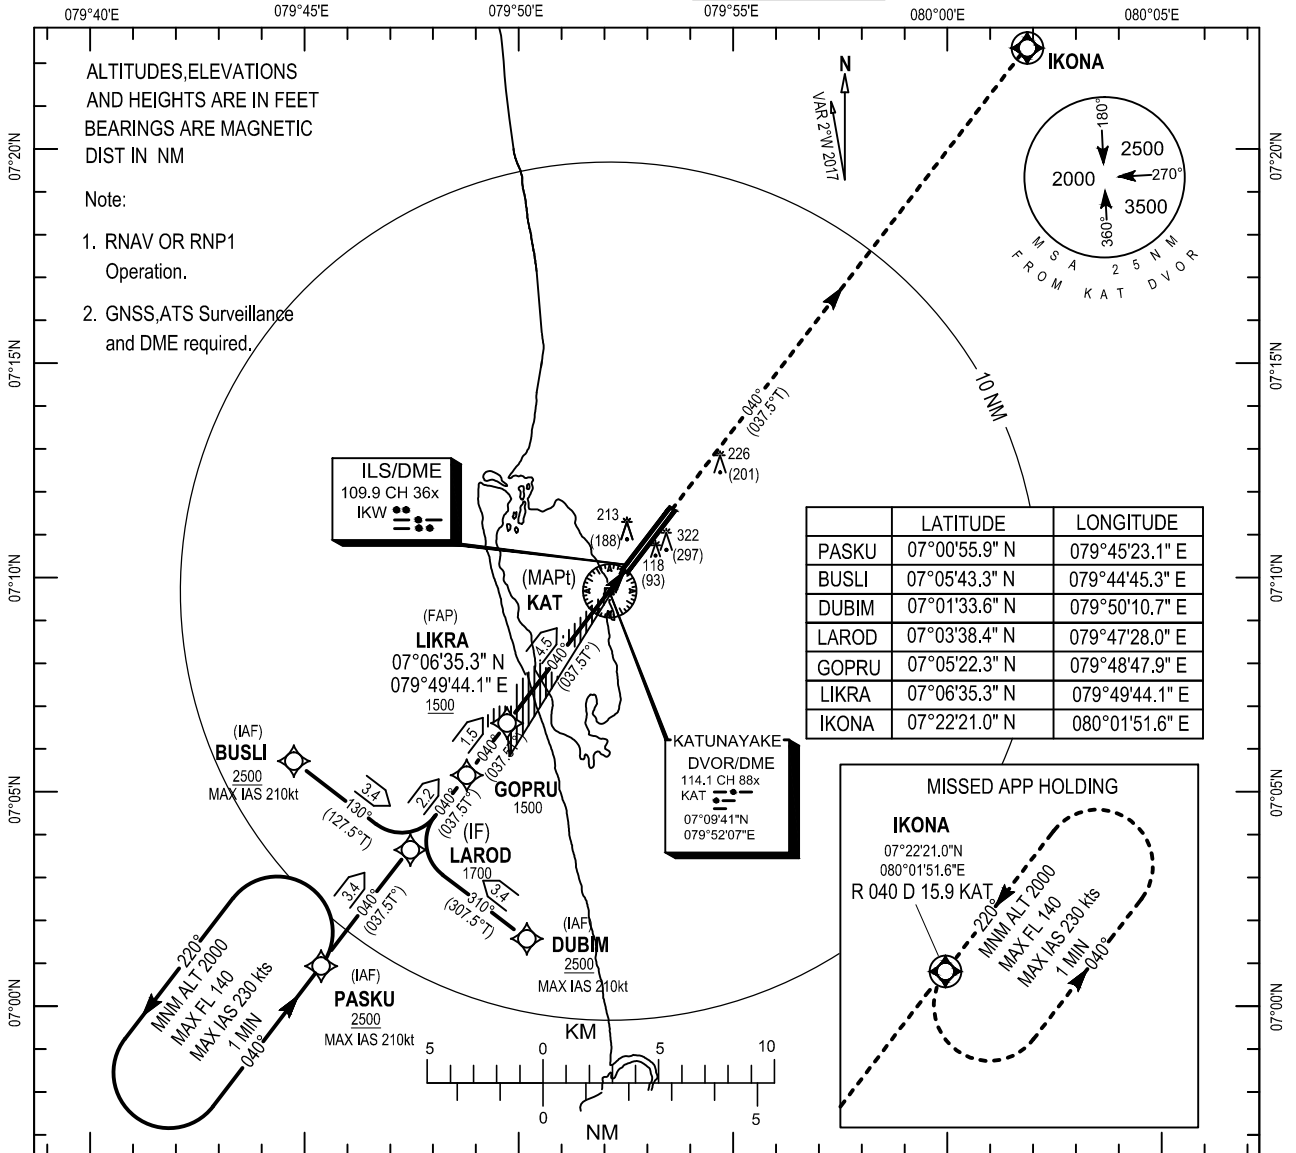 079°40'E
079°45'E
079°50'E
079°55'E
080°00'E
080°05'E
ALTITUDES,ELEVATIONS
AND HEIGHTS ARE IN FEET
BEARINGS ARE MAGNETIC
DIST IN NM
Note:
1. RNAV OR RNP1
Operation.
2. GNSS,ATS Surveillance
and DME required.
07°20'N
07°15'N
07°10'N
07°05'N
07°00'N
07°20'N
07°15'N
07°10'N
07°05'N
07°00'N
N
VAR 2°W 2017
IKONA
180°
2500
2000
270°
3500
360°
MSA 25NM
FROM KAT DVOR
10 NM
040°
(037.5°T)
226
(201)
213
(188)
322
(297)
118
(93)
ILS/DME
109.9 CH 36x
IKW
(MAPt)
KAT
(FAP)
LIKRA
07°06'35.3" N
079°49'44.1" E
1500
4.5
040°
(037.5°T)
1.5
040°
(037.5T°)
GOPRU
1500
2.2
040°
(037.5T°)
(IAF)
BUSLI
2500
MAX IAS 210kt
3.4
130°
(127.5°T)
(IF)
LAROD
1700
3.4
310°
(307.5°T)
(IAF)
DUBIM
2500
MAX IAS 210kt
3.4
040°
(037.5T°)
(IAF)
PASKU
2500
MAX IAS 210kt
220°
MNM ALT 2000
MAX FL 140
MAX IAS 230 kts
1 MIN
040°
KATUNAYAKE
DVOR/DME
114.1 CH 88x
KAT
07°09'41"N
079°52'07"E
LATITUDE LONGITUDE
PASKU 07°00'55.9" N 079°45'23.1" E
BUSLI 07°05'43.3" N 079°44'45.3" E
DUBIM 07°01'33.6" N 079°50'10.7" E
LAROD 07°03'38.4" N 079°47'28.0" E
GOPRU 07°05'22.3" N 079°48'47.9" E
LIKRA 07°06'35.3" N 079°49'44.1" E
IKONA 07°22'21.0" N 080°01'51.6" E
MISSED APP HOLDING
IKONA
07°22'21.0"N
080°01'51.6"E
R 040 D 15.9 KAT
220°
MNM ALT 2000
MAX FL 140
MAX IAS 230 kts
1 MIN
040°
KM
5 0 5 10
0 5
NM